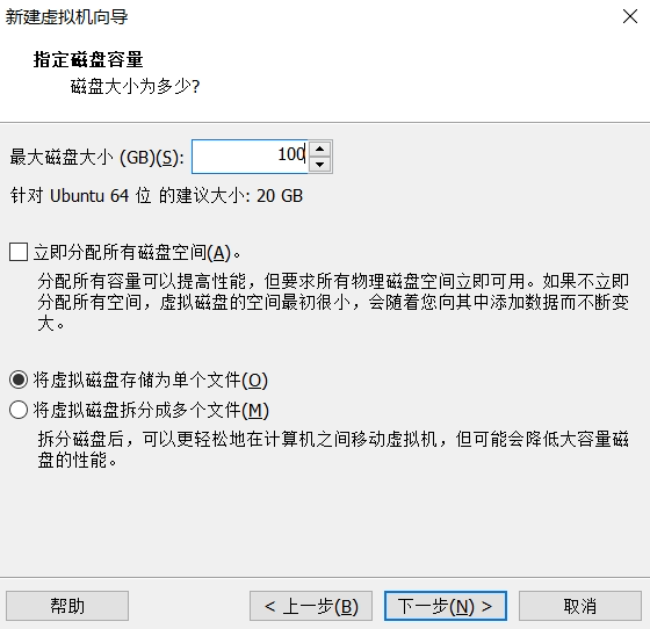 新建虚拟机向导
指定磁盘容量
磁盘大小为多少?
最大磁盘大小 (GB)(S): 100
针对 Ubuntu 64 位 的建议大小: 20 GB
立即分配所有磁盘空间(A)。
分配所有容量可以提高性能，但要求所有物理磁盘空间立即可用。如果不立即
分配所有空间，虚拟磁盘的空间最初很小，会随着您向其中添加数据而不断变
大。
将虚拟磁盘存储为单个文件(O)
将虚拟磁盘拆分成多个文件(M)
拆分磁盘后，可以更轻松地在计算机之间移动虚拟机，但可能会降低大容量磁
盘的性能。
帮助 < 上一步(B) 下一步(N) > 取消